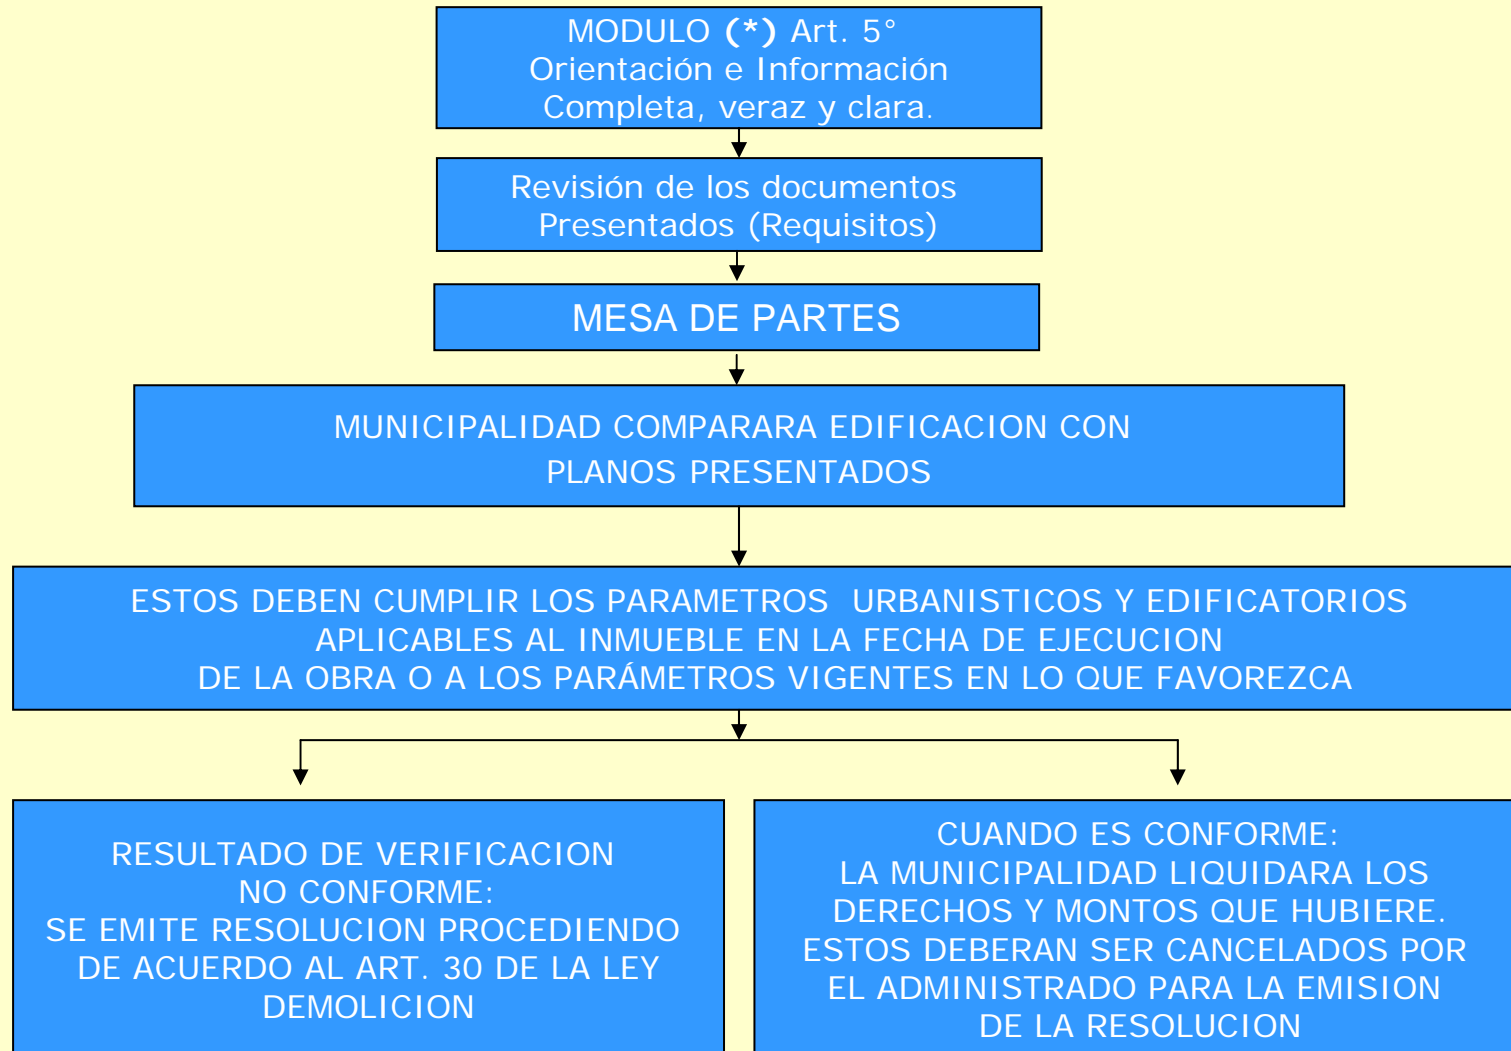 MODULO (*) Art. 5°
Orientación e Información
Completa, veraz y clara.
Revisión de los documentos
Presentados (Requisitos)
MESA DE PARTES
MUNICIPALIDAD COMPARARA EDIFICACION CON
PLANOS PRESENTADOS
ESTOS DEBEN CUMPLIR LOS PARAMETROS URBANISTICOS Y EDIFICATORIOS
APLICABLES AL INMUEBLE EN LA FECHA DE EJECUCION
DE LA OBRA O A LOS PARÁMETROS VIGENTES EN LO QUE FAVOREZCA
RESULTADO DE VERIFICACION
NO CONFORME:
SE EMITE RESOLUCION PROCEDIENDO
DE ACUERDO AL ART. 30 DE LA LEY
DEMOLICION
CUANDO ES CONFORME:
LA MUNICIPALIDAD LIQUIDARA LOS
DERECHOS Y MONTOS QUE HUBIERE.
ESTOS DEBERAN SER CANCELADOS POR
EL ADMINISTRADO PARA LA EMISION
DE LA RESOLUCION